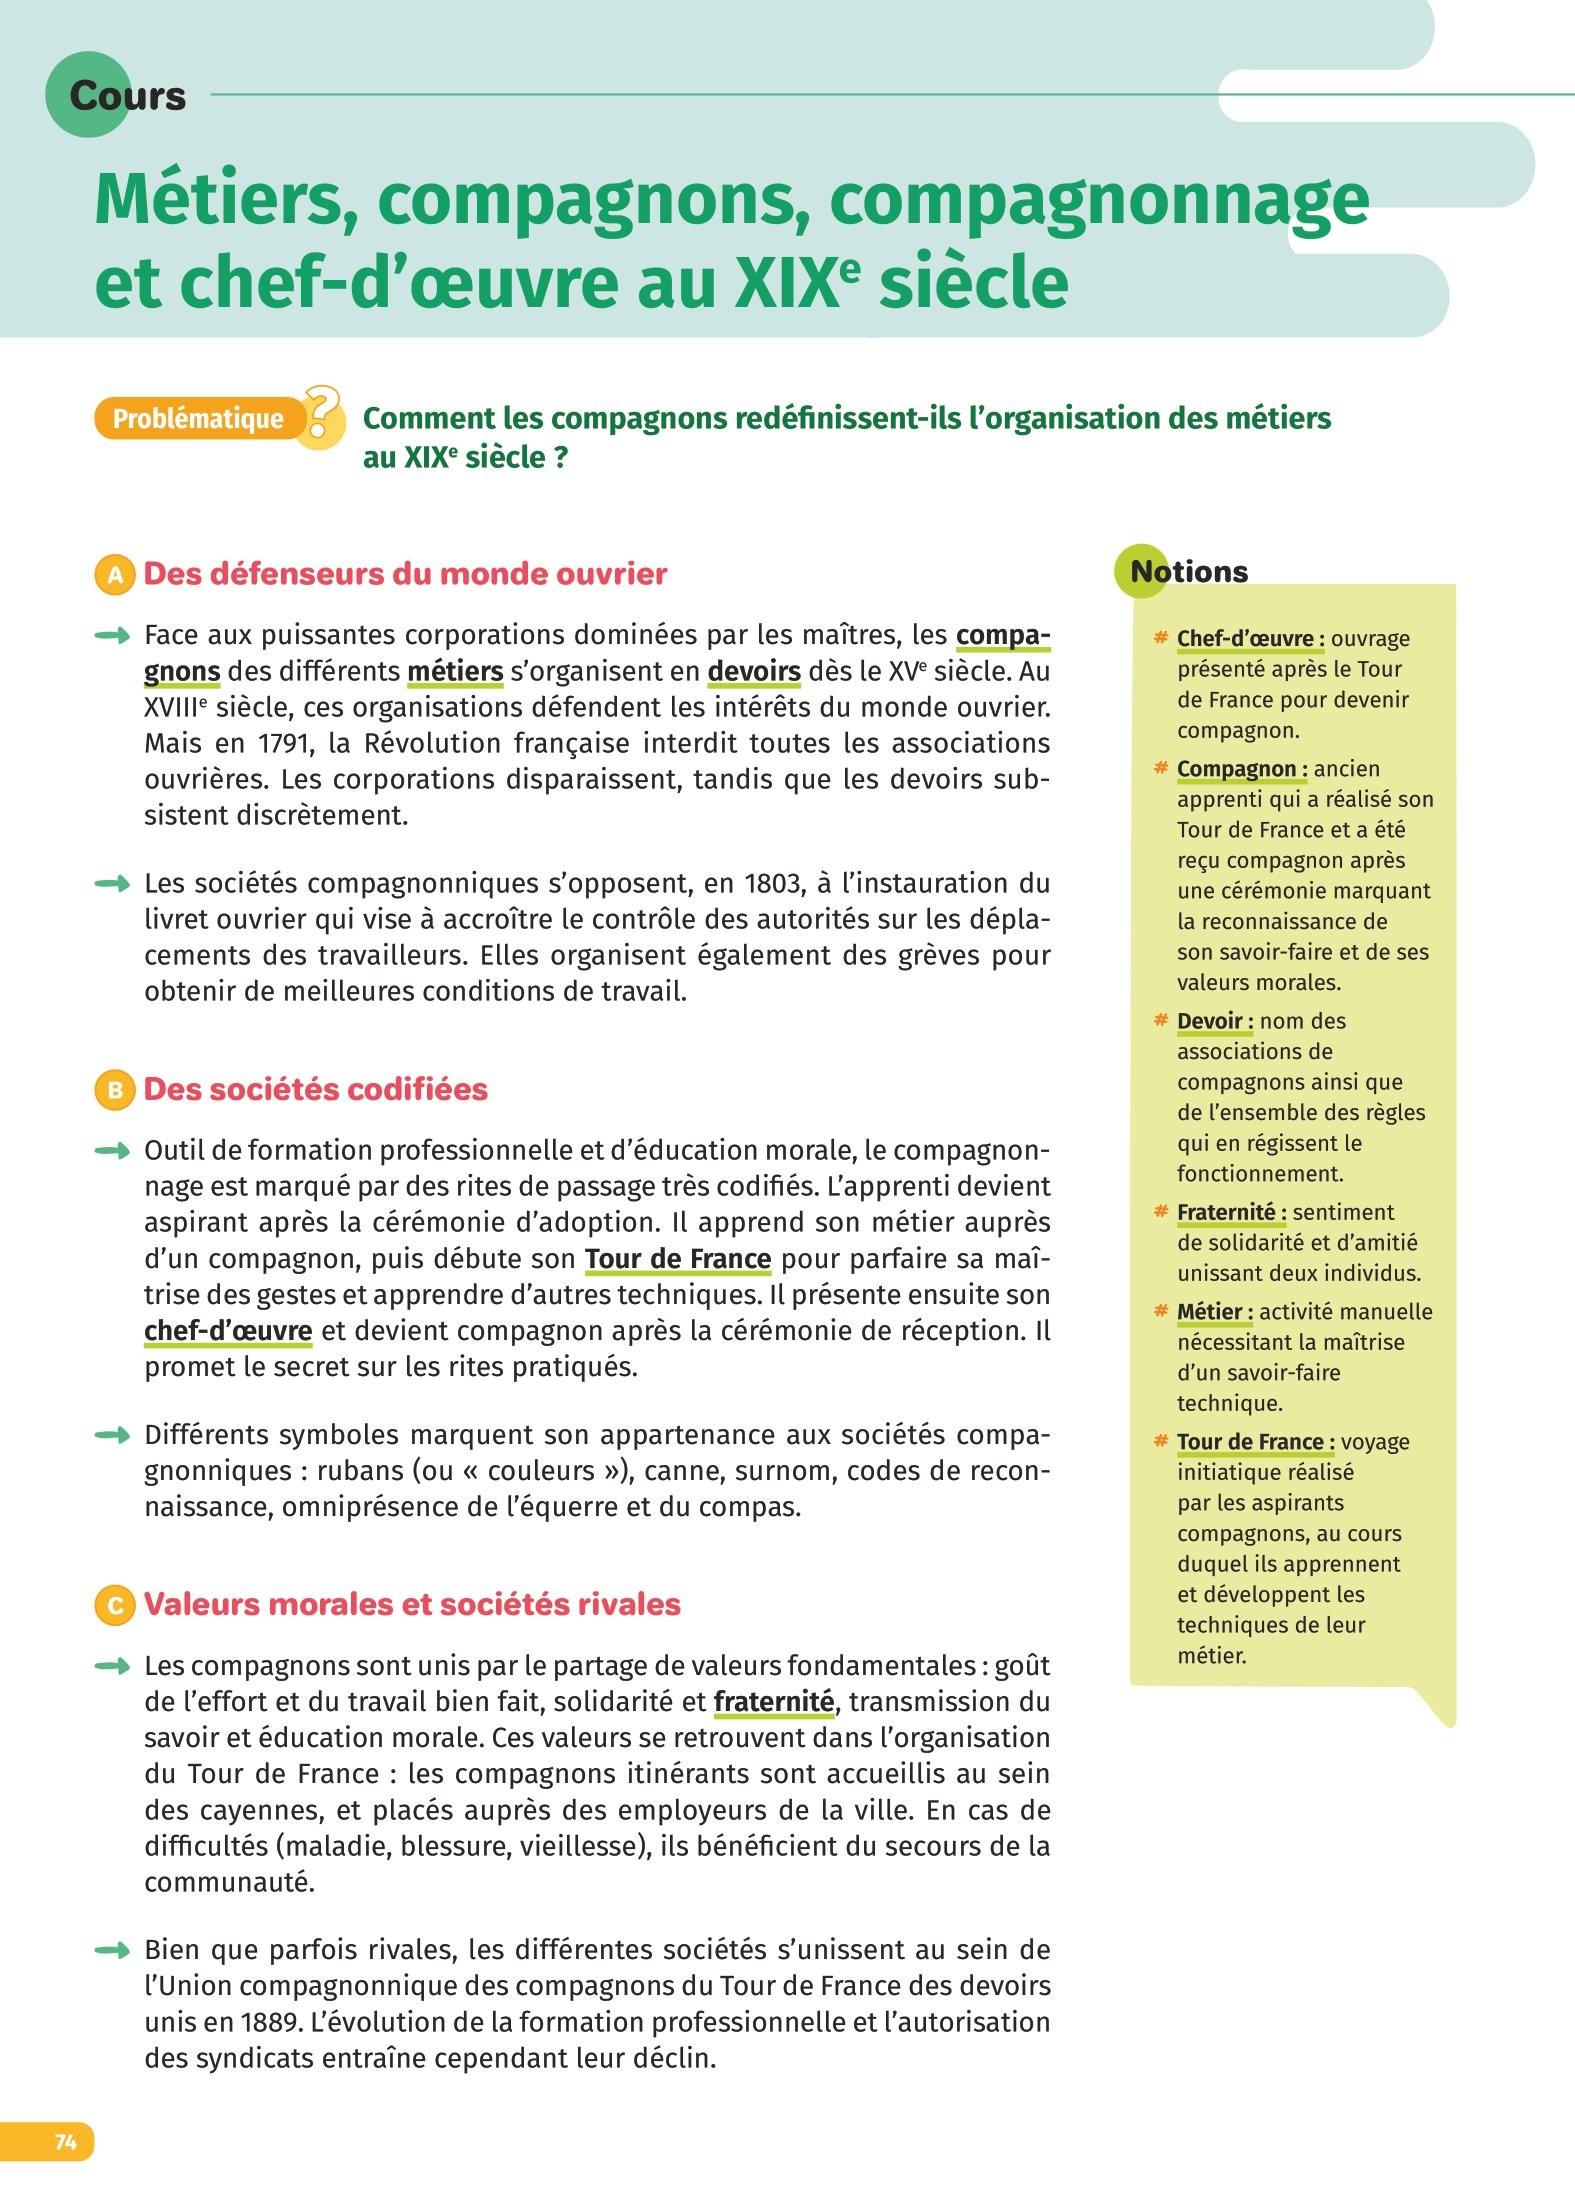 Cours
Métiers, compagnons, compagnonnage
et chef-d’œuvre au XIXe siècle
Problématique ?
Comment les compagnons redéfinissent-ils l’organisation des métiers
au XIXe siècle ?
A Des défenseurs du monde ouvrier
→ Face aux puissantes corporations dominées par les maîtres, les compa-
gnons des différents métiers s’organisent en devoirs dès le XVe siècle. Au
XVIIIe siècle, ces organisations défendent les intérêts du monde ouvrier.
Mais en 1791, la Révolution française interdit toutes les associations
ouvrières. Les corporations disparaissent, tandis que les devoirs sub-
sistent discrètement.
→ Les sociétés compagnonniques s’opposent, en 1803, à l’instauration du
livret ouvrier qui vise à accroître le contrôle des autorités sur les dépla-
cements des travailleurs. Elles organisent également des grèves pour
obtenir de meilleures conditions de travail.
B Des sociétés codifiées
→ Outil de formation professionnelle et d’éducation morale, le compagnon-
nage est marqué par des rites de passage très codifiés. L’apprenti devient
aspirant après la cérémonie d’adoption. Il apprend son métier auprès
d’un compagnon, puis débute son Tour de France pour parfaire sa maî-
trise des gestes et apprendre d’autres techniques. Il présente ensuite son
chef-d’œuvre et devient compagnon après la cérémonie de réception. Il
promet le secret sur les rites pratiqués.
→ Différents symboles marquent son appartenance aux sociétés compa-
gnonniques : rubans (ou « couleurs »), canne, surnom, codes de recon-
naissance, omniprésence de l’équerre et du compas.
C Valeurs morales et sociétés rivales
→ Les compagnons sont unis par le partage de valeurs fondamentales : goût
de l’effort et du travail bien fait, solidarité et fraternité, transmission du
savoir et éducation morale. Ces valeurs se retrouvent dans l’organisation
du Tour de France : les compagnons itinérants sont accueillis au sein
des cayennes, et placés auprès des employeurs de la ville. En cas de
difficultés (maladie, blessure, vieillesse), ils bénéficient du secours de la
communauté.
→ Bien que parfois rivales, les différentes sociétés s’unissent au sein de
l’Union compagnonnique des compagnons du Tour de France des devoirs
unis en 1889. L’évolution de la formation professionnelle et l’autorisation
des syndicats entraîne cependant leur déclin.
Notions
# Chef-d’œuvre : ouvrage
présenté après le Tour
de France pour devenir
compagnon.
# Compagnon : ancien
apprenti qui a réalisé son
Tour de France et a été
reçu compagnon après
une cérémonie marquant
la reconnaissance de
son savoir-faire et de ses
valeurs morales.
# Devoir : nom des
associations de
compagnons ainsi que
de l’ensemble des règles
qui en régissent le
fonctionnement.
# Fraternité : sentiment
de solidarité et d’amitié
unissant deux individus.
# Métier : activité manuelle
nécessitant la maîtrise
d’un savoir-faire
technique.
# Tour de France : voyage
initiatique réalisé
par les aspirants
compagnons, au cours
duquel ils apprennent
et développent les
techniques de leur
métier.
74